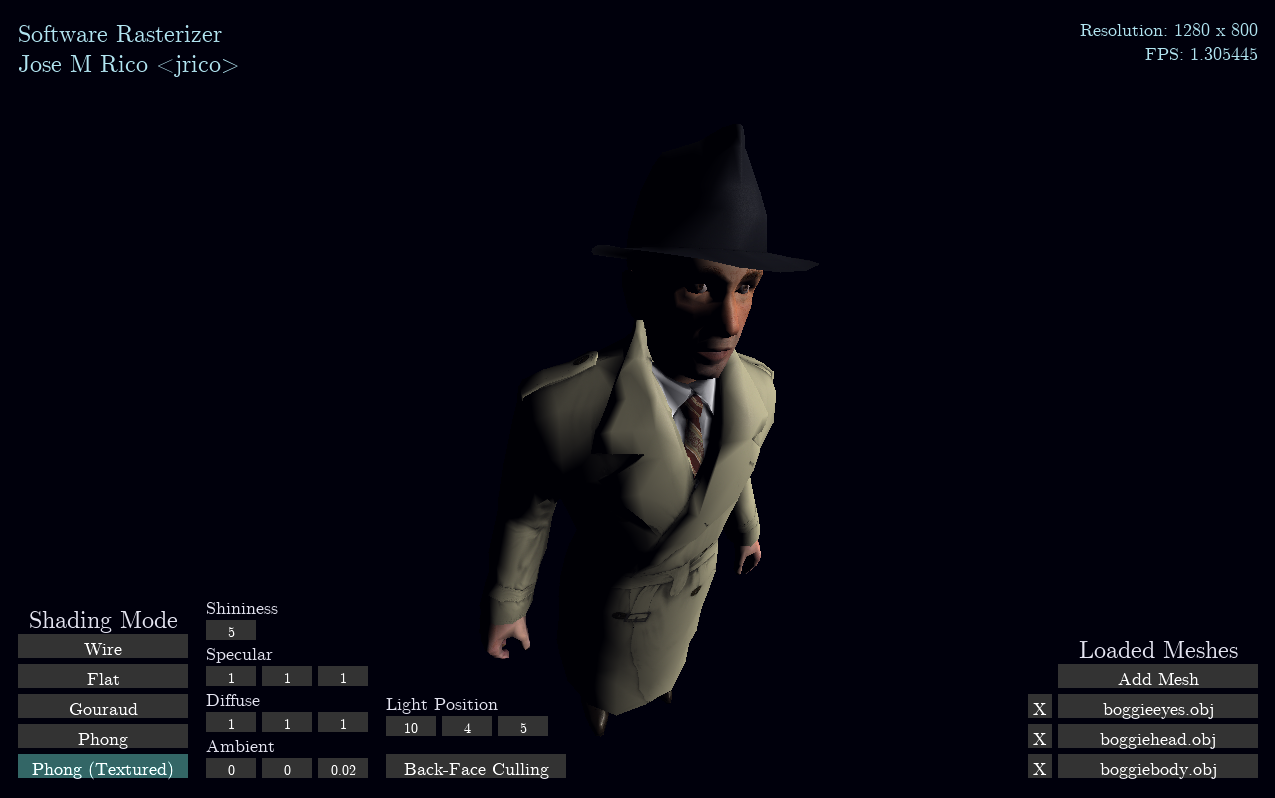 Software Rasterizer
Jose M Rico <jrico>
Resolution: 1280 x 800
FPS: 1.305445
Shading Mode
Wire
Flat
Gouraud
Phong
Phong (Textured)
Shininess
5
Specular
1 1 1
Diffuse
1 1 1
Ambient
0 0 0.02
Light Position
10 4 5
Back-Face Culling
Loaded Meshes
Add Mesh
X boggieeyes.obj
X boggiehead.obj
X boggiebody.obj